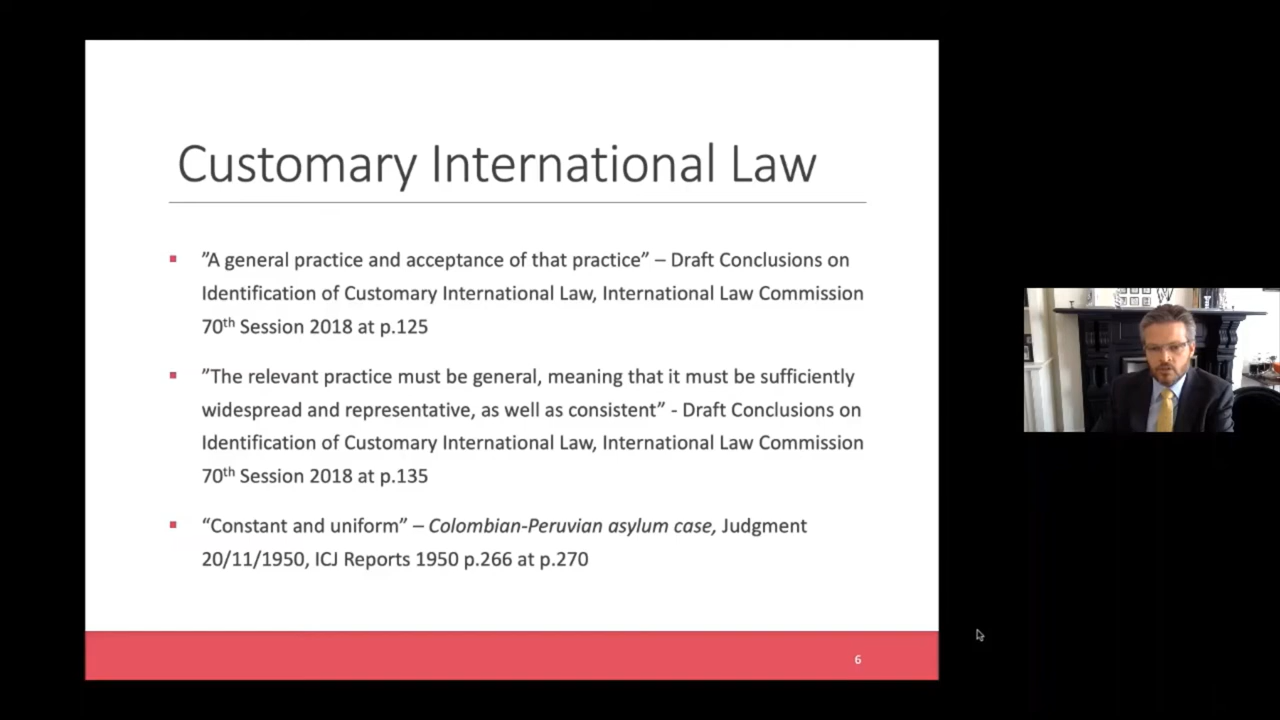 Customary International Law
▪ ”A general practice and acceptance of that practice” – Draft Conclusions on
Identification of Customary International Law, International Law Commission
70th Session 2018 at p.125
▪ ”The relevant practice must be general, meaning that it must be sufficiently
widespread and representative, as well as consistent” - Draft Conclusions on
Identification of Customary International Law, International Law Commission
70th Session 2018 at p.135
▪ “Constant and uniform” – Colombian-Peruvian asylum case, Judgment
20/11/1950, ICJ Reports 1950 p.266 at p.270
6